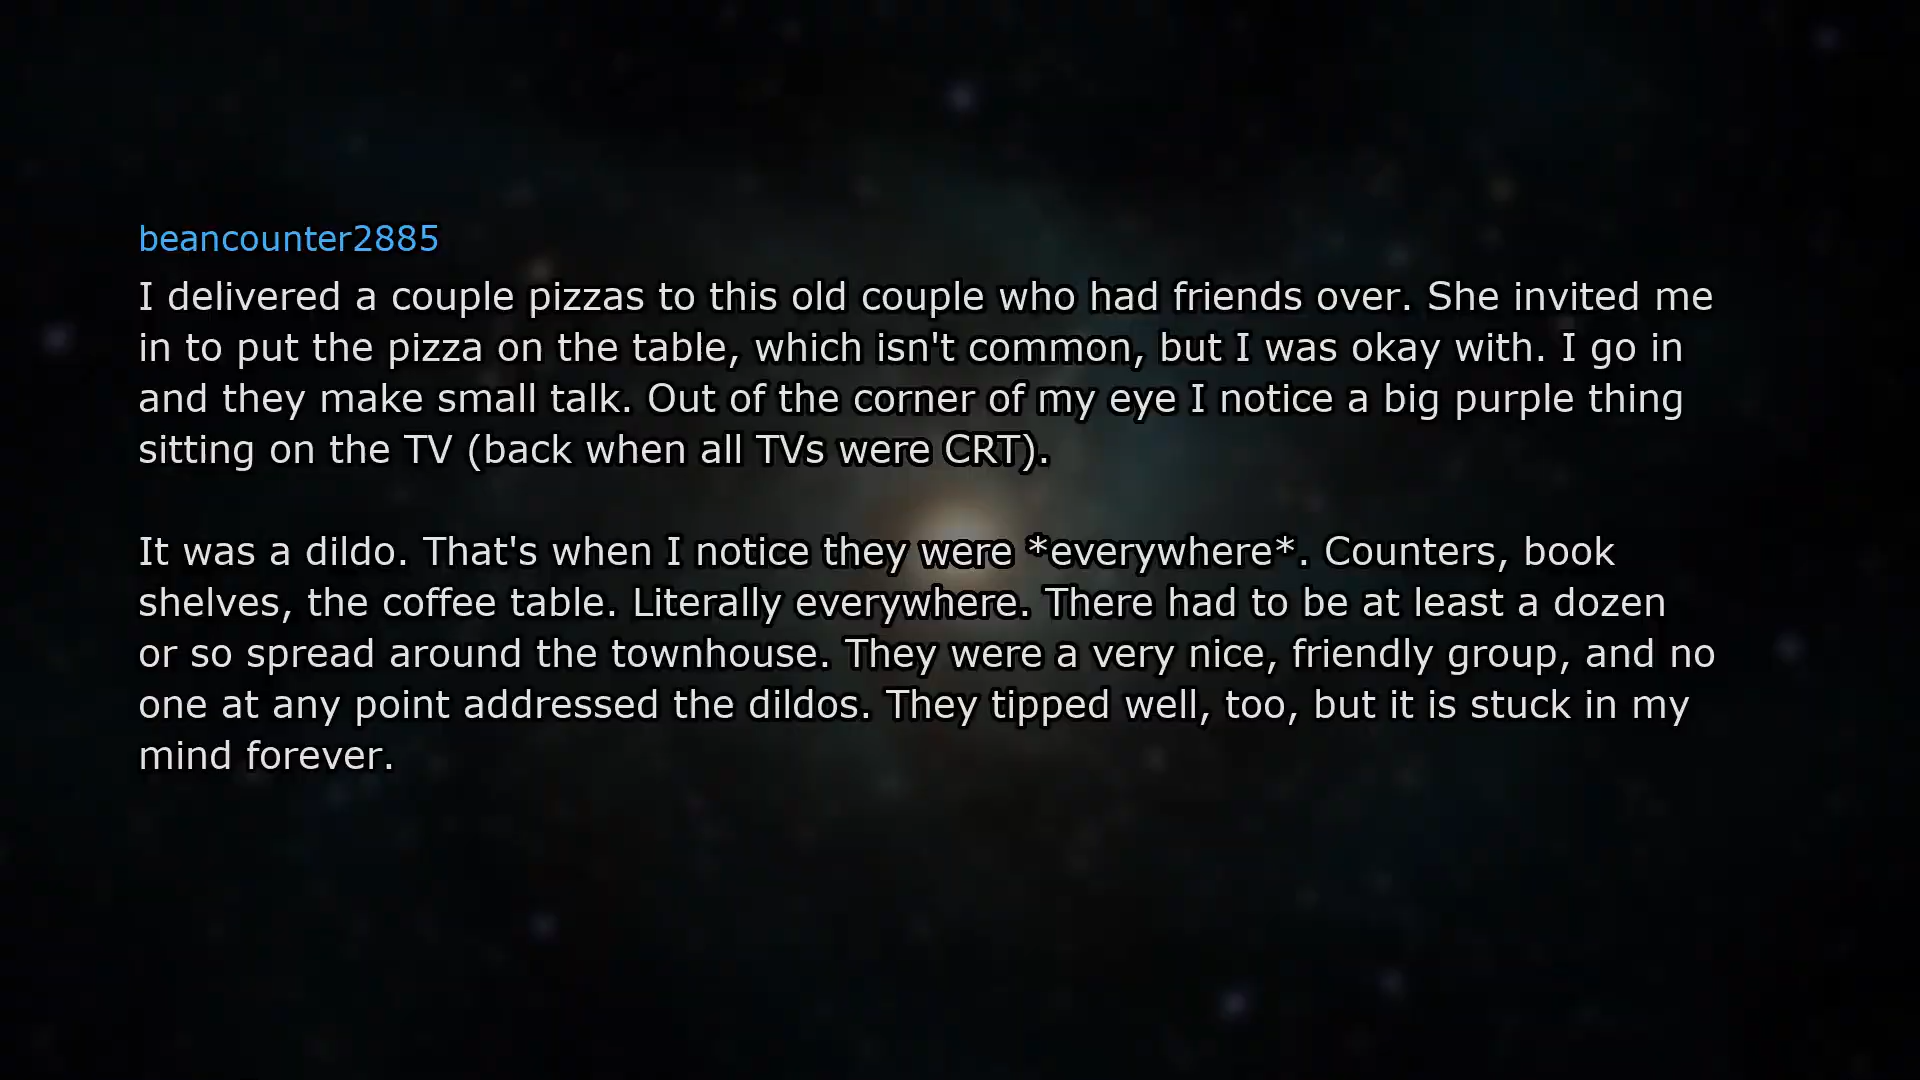 beancounter2885
I delivered a couple pizzas to this old couple who had friends over. She invited me
in to put the pizza on the table, which isn't common, but I was okay with. I go in
and they make small talk. Out of the corner of my eye I notice a big purple thing
sitting on the TV (back when all TVs were CRT).
It was a dildo. That's when I notice they were *everywhere*. Counters, book
shelves, the coffee table. Literally everywhere. There had to be at least a dozen
or so spread around the townhouse. They were a very nice, friendly group, and no
one at any point addressed the dildos. They tipped well, too, but it is stuck in my
mind forever.